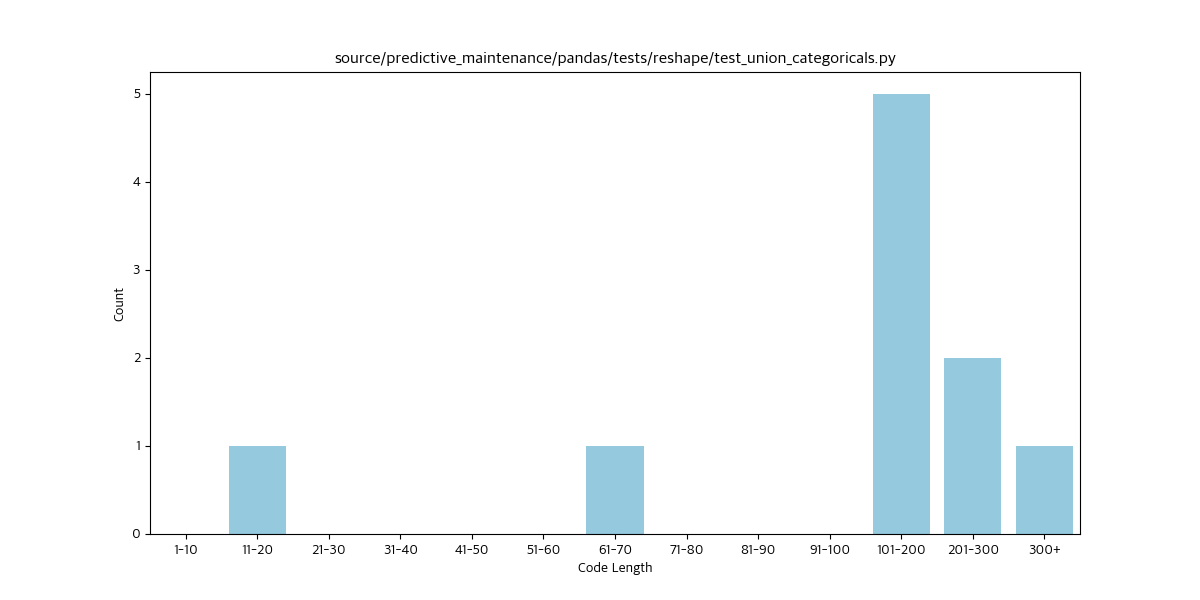 source/predictive_maintenance/pandas/tests/reshape/test_union_categoricals.py
5
4
3
2
1
0
Count
1-10 11-20 21-30 31-40 41-50 51-60 61-70 71-80 81-90 91-100 101-200 201-300 300+
Code Length